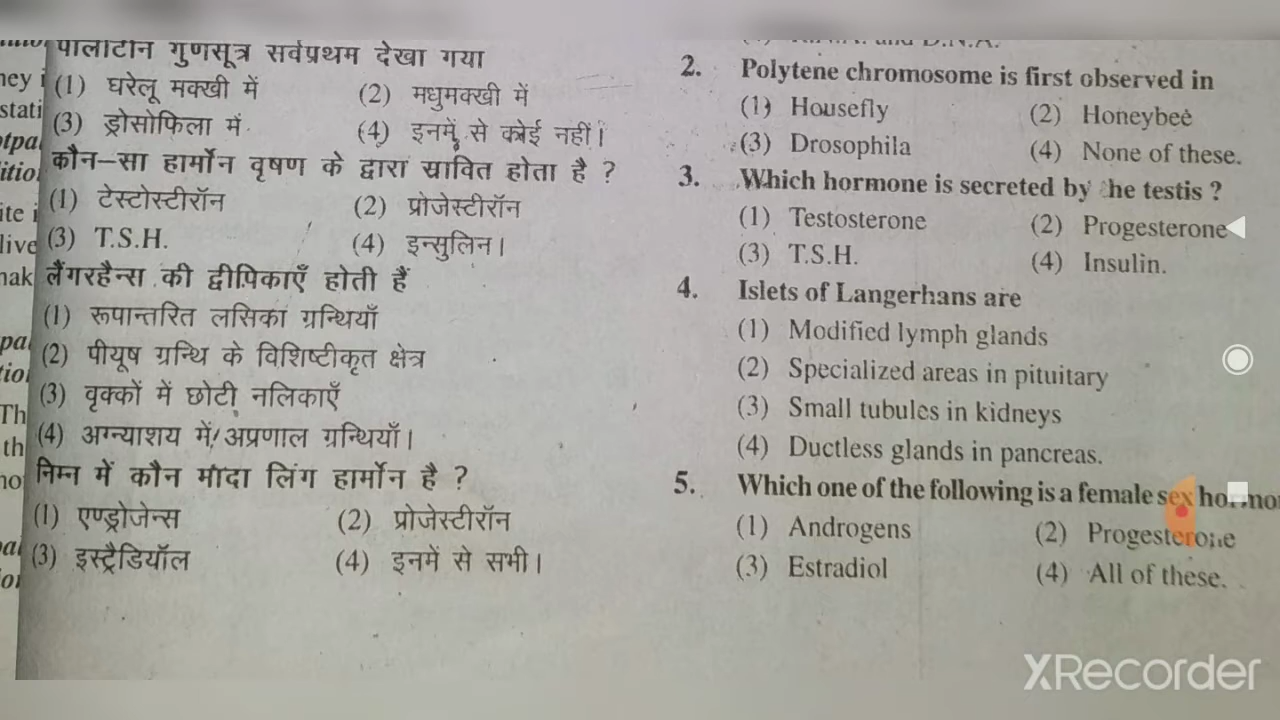 पोलीटीन गुणसूत्र सर्वप्रथम देखा गया
(1) घरेलू मक्खी में (2) मधुमक्खी में
(3) ड्रोसोफिला में (4) इनमें से कोई नहीं।
कौन-सा हार्मोन वृषण के द्वारा स्रावित होता है ?
(1) टेस्टोस्टीरॉन (2) प्रोजेस्टीरॉन
(3) T.S.H. (4) इन्सुलिन।
लैंगरहैन्स की द्वीपिकाएँ होती हैं
(1) रूपान्तरित लसिका ग्रन्थियाँ
(2) पीयूष ग्रन्थि के विशिष्टीकृत क्षेत्र
(3) वृक्कों में छोटी नलिकाएँ
(4) अग्न्याशय में अप्रणाल ग्रन्थियाँ।
निम्न में कौन मादा लिंग हार्मोन है ?
(1) एण्ड्रोजेन्स (2) प्रोजेस्टीरॉन
(3) इस्ट्रैडियॉल (4) इनमें से सभी।
and D.N.A.
2. Polytene chromosome is first observed in
(1) Housefly (2) Honeybee
(3) Drosophila (4) None of these.
3. Which hormone is secreted by the testis ?
(1) Testosterone (2) Progesterone
(3) T.S.H. (4) Insulin.
4. Islets of Langerhans are
(1) Modified lymph glands
(2) Specialized areas in pituitary
(3) Small tubules in kidneys
(4) Ductless glands in pancreas.
5. Which one of the following is a female sex hormo
(1) Androgens (2) Progesterone
(3) Estradiol (4) All of these.
XRecorder